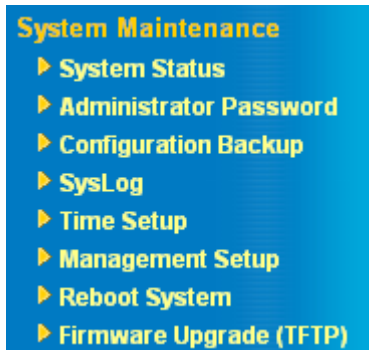 System Maintenance
System Status
Administrator Password
Configuration Backup
SysLog
Time Setup
Management Setup
Reboot System
Firmware Upgrade (TFTP)